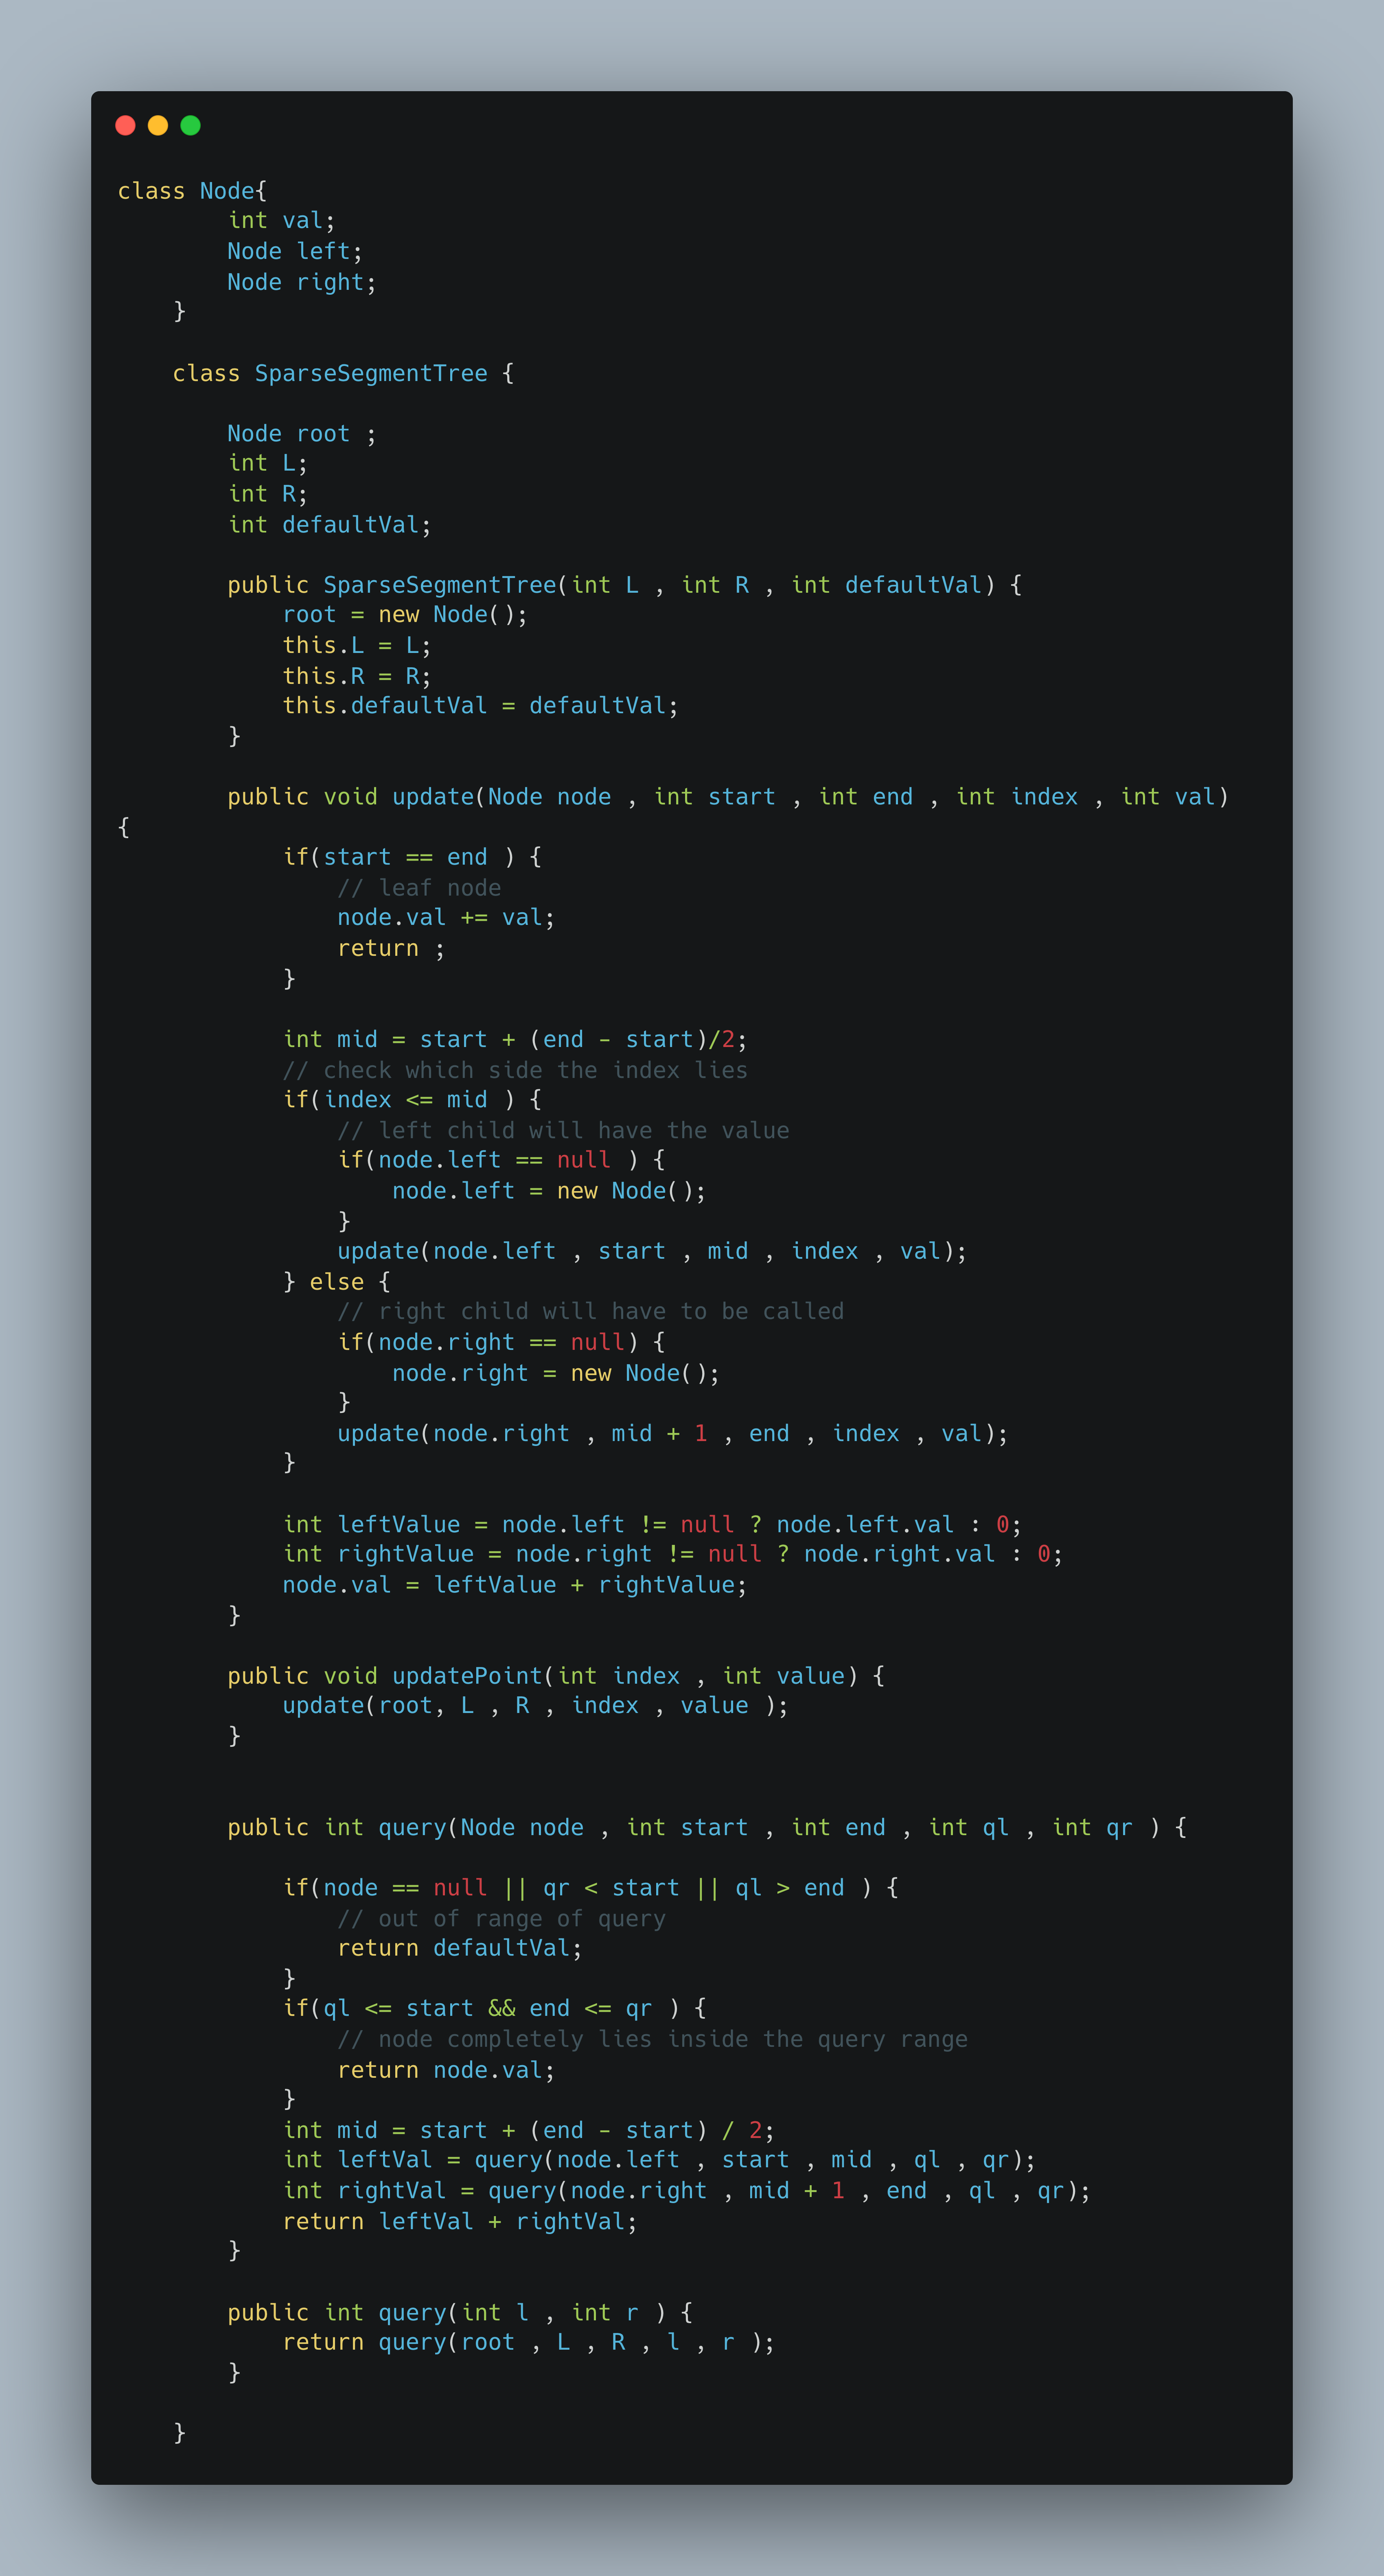 class Node{
        int val;
        Node left;
        Node right;
    }

    class SparseSegmentTree {

        Node root ;
        int L;
        int R;
        int defaultVal;

        public SparseSegmentTree(int L , int R , int defaultVal) {
            root = new Node();
            this.L = L;
            this.R = R;
            this.defaultVal = defaultVal;
        }

        public void update(Node node , int start , int end , int index , int val)
{
            if(start == end ) {
                // leaf node
                node.val += val;
                return ;
            }

            int mid = start + (end - start)/2;
            // check which side the index lies
            if(index <= mid ) {
                // left child will have the value
                if(node.left == null ) {
                    node.left = new Node();
                }
                update(node.left , start , mid , index , val);
            } else {
                // right child will have to be called
                if(node.right == null) {
                    node.right = new Node();
                }
                update(node.right , mid + 1 , end , index , val);
            }

            int leftValue = node.left != null ? node.left.val : 0;
            int rightValue = node.right != null ? node.right.val : 0;
            node.val = leftValue + rightValue;
        }

        public void updatePoint(int index , int value) {
            update(root, L , R , index , value );
        }


        public int query(Node node , int start , int end , int ql , int qr ) {

            if(node == null || qr < start || ql > end ) {
                // out of range of query
                return defaultVal;
            }
            if(ql <= start && end <= qr ) {
                // node completely lies inside the query range
                return node.val;
            }
            int mid = start + (end - start) / 2;
            int leftVal = query(node.left , start , mid , ql , qr);
            int rightVal = query(node.right , mid + 1 , end , ql , qr);
            return leftVal + rightVal;
        }

        public int query(int l , int r ) {
            return query(root , L , R , l , r );
        }

    }